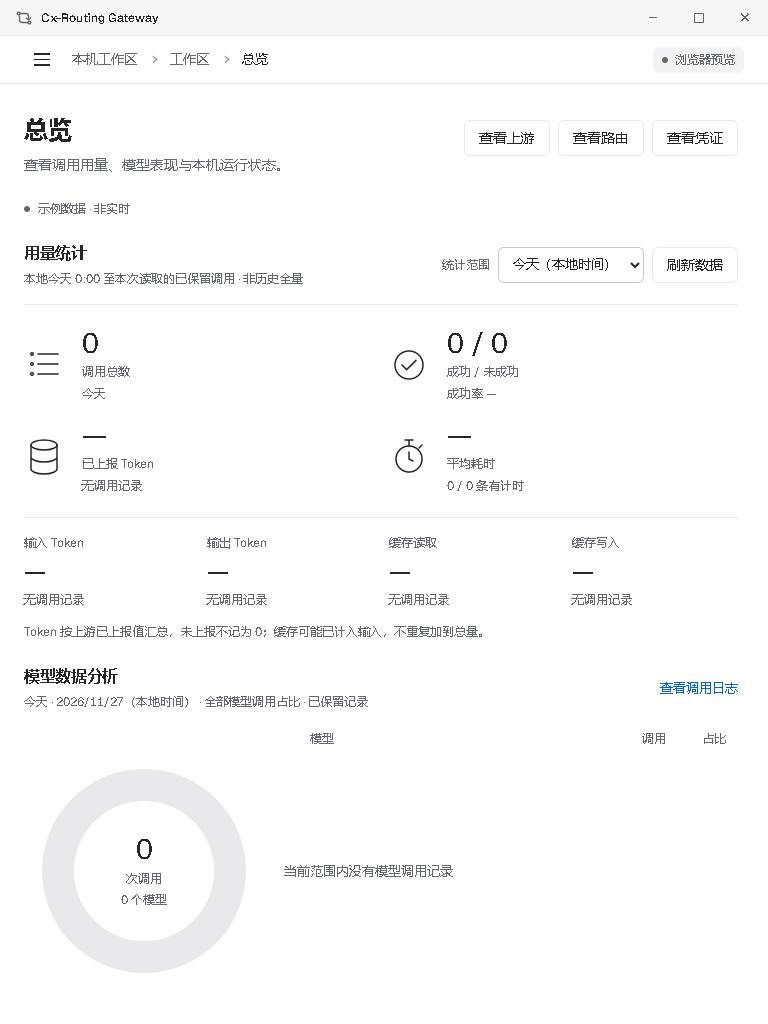 Cx-Routing Gateway
本机工作区 > 工作区 > 总览
浏览器预览
总览
查看上游 查看路由 查看凭证
查看调用用量、模型表现与本机运行状态。
示例数据 · 非实时
用量统计
本地今天 0:00 至本次读取的已保留调用 · 非历史全量
统计范围 今天（本地时间） 刷新数据
0
调用总数
今天
0 / 0
成功 / 未成功
成功率 —
—
已上报 Token
无调用记录
—
平均耗时
0 / 0 条有计时
输入 Token 输出 Token 缓存读取 缓存写入
— — — —
无调用记录 无调用记录 无调用记录 无调用记录
Token 按上游已上报值汇总，未上报不记为 0；缓存可能已计入输入，不重复加到总量。
模型数据分析
今天 · 2026/11/27（本地时间） · 全部模型调用占比 · 已保留记录
查看调用日志
模型 调用 占比
0
次调用
0 个模型
当前范围内没有模型调用记录